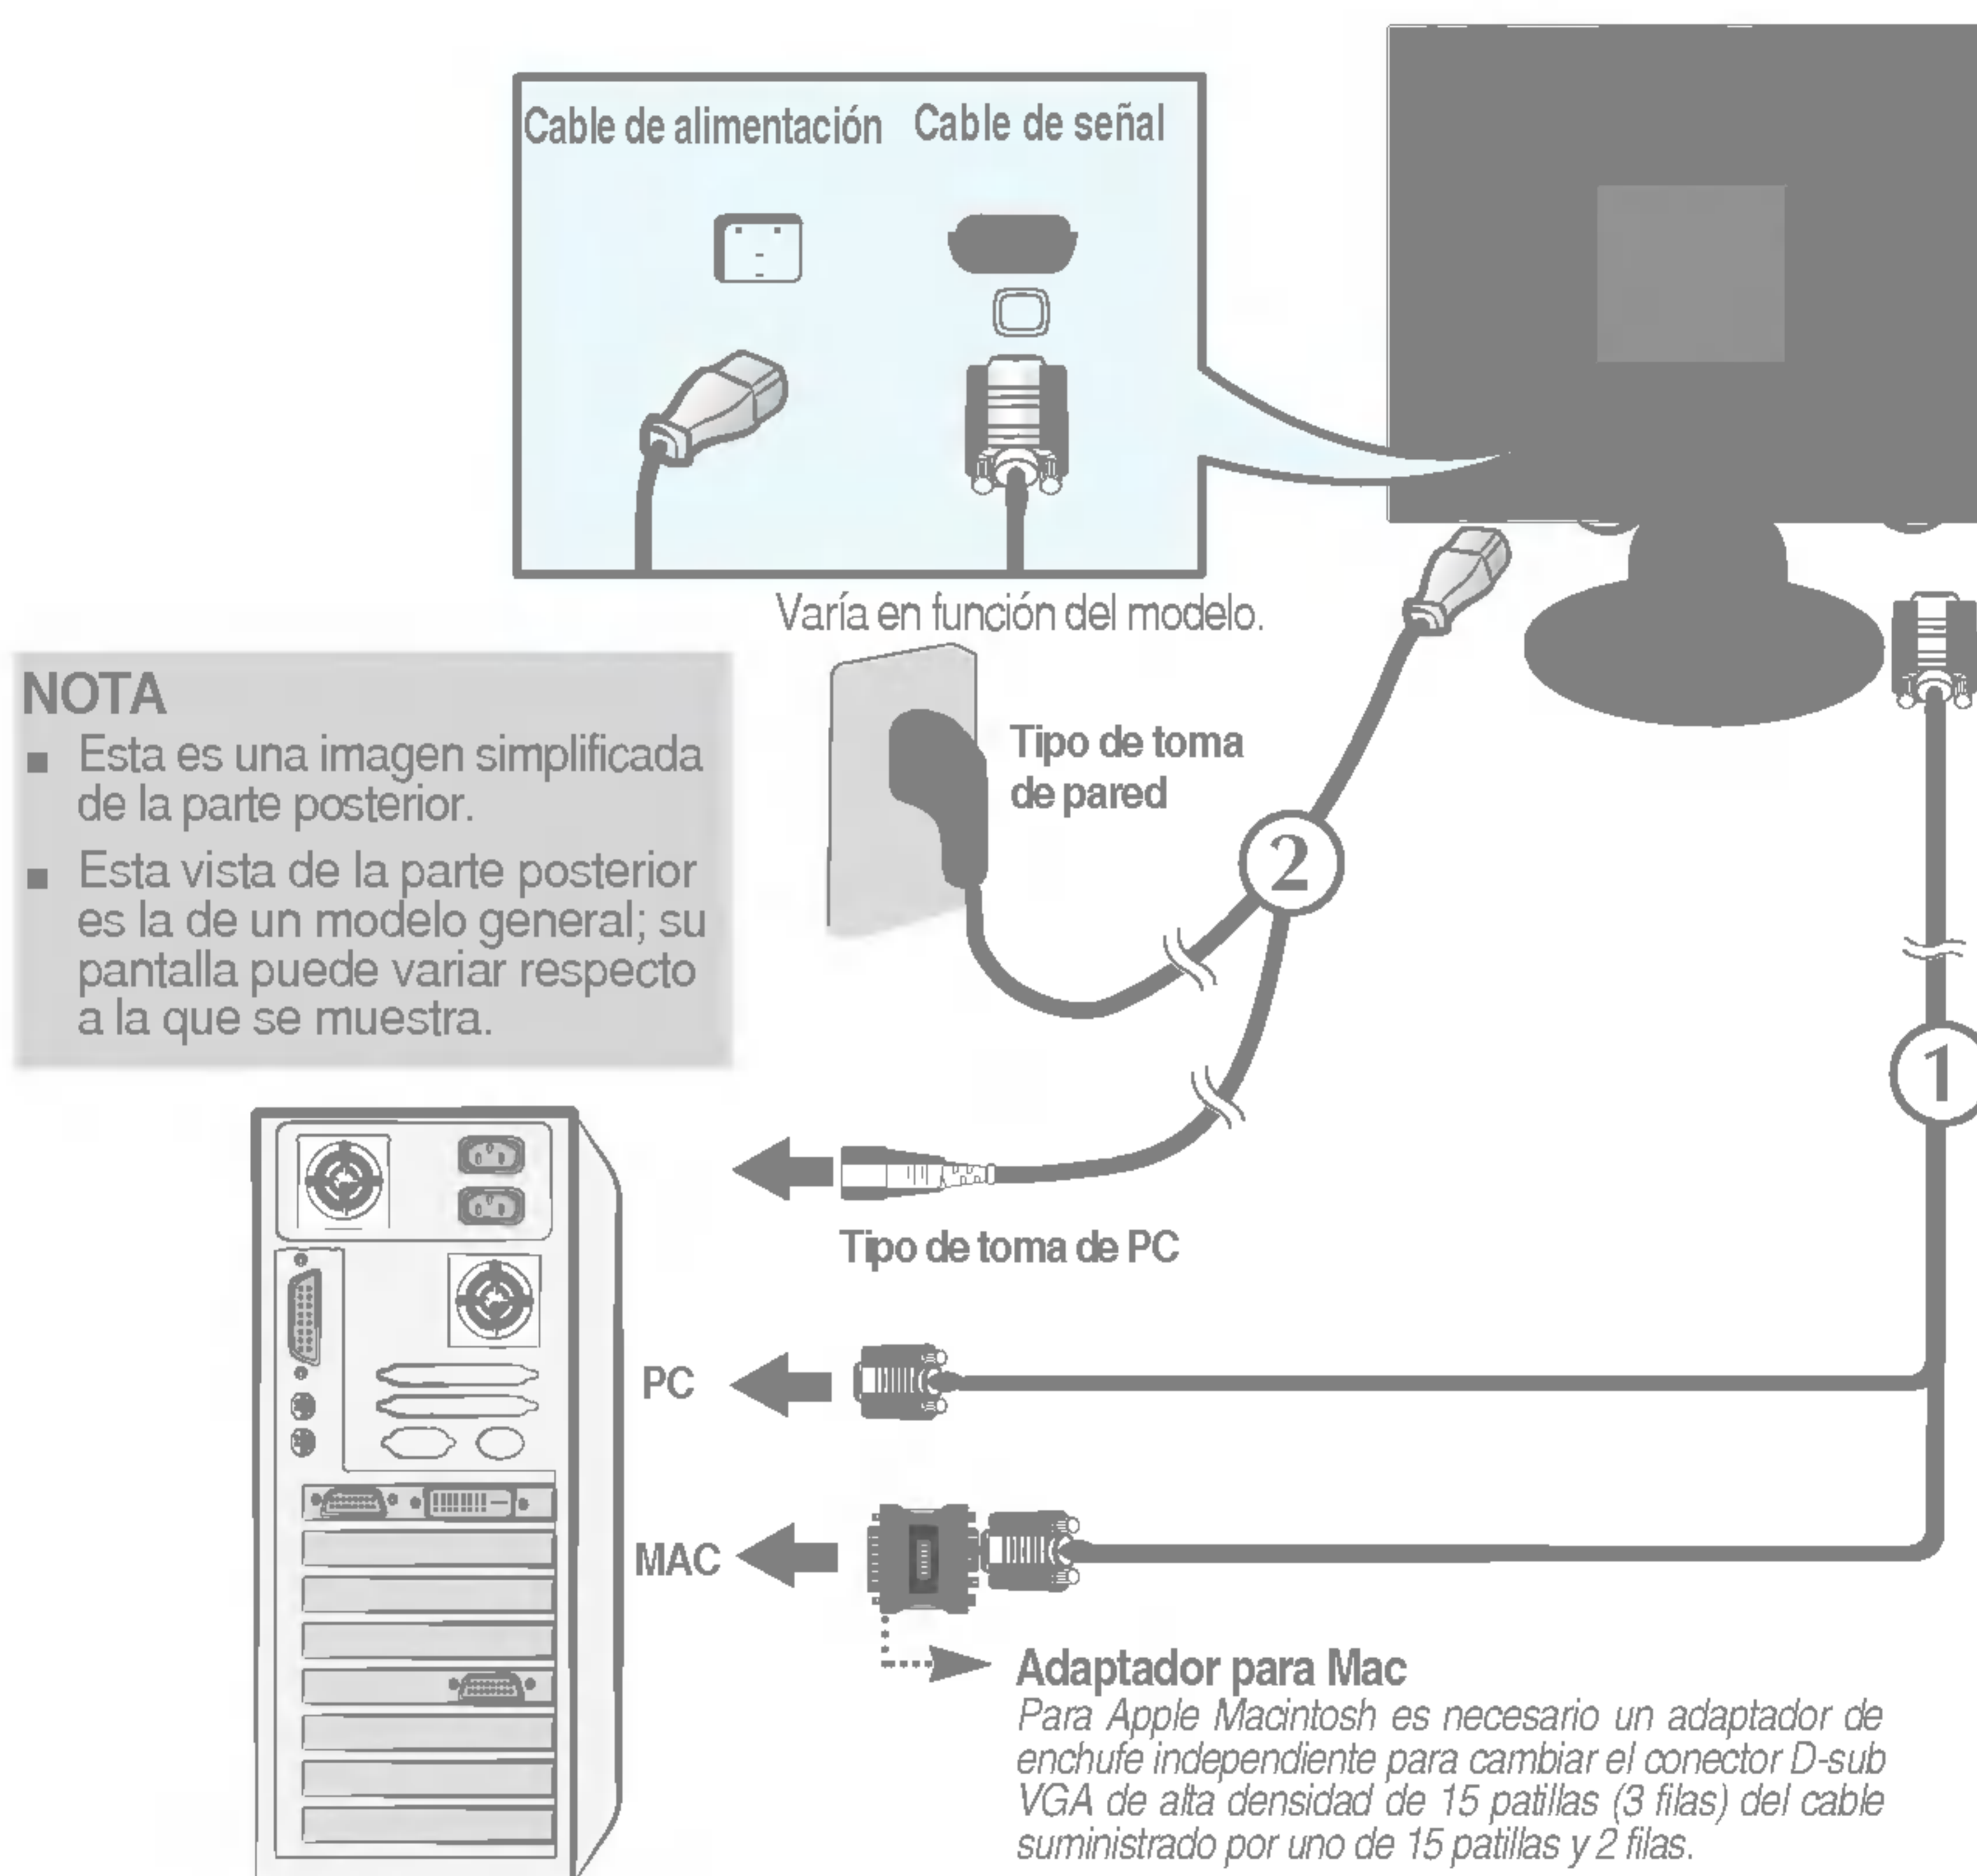 Cable de alimentación Cable de señal
Varía en función del modelo.
NOTA
■ Esta es una imagen simplificada
de la parte posterior.
■ Esta vista de la parte posterior
es la de un modelo general; su
pantalla puede variar respecto
a la que se muestra.
Tipo de toma
de pared
2
1
Tipo de toma de PC
PC
MAC
Adaptador para Mac
Para Apple Macintosh es necesario un adaptador de
enchufe independiente para cambiar el conector D-sub
VGA de alta densidad de 15 patillas (3 filas) del cable
suministrado por uno de 15 patillas y 2 filas.